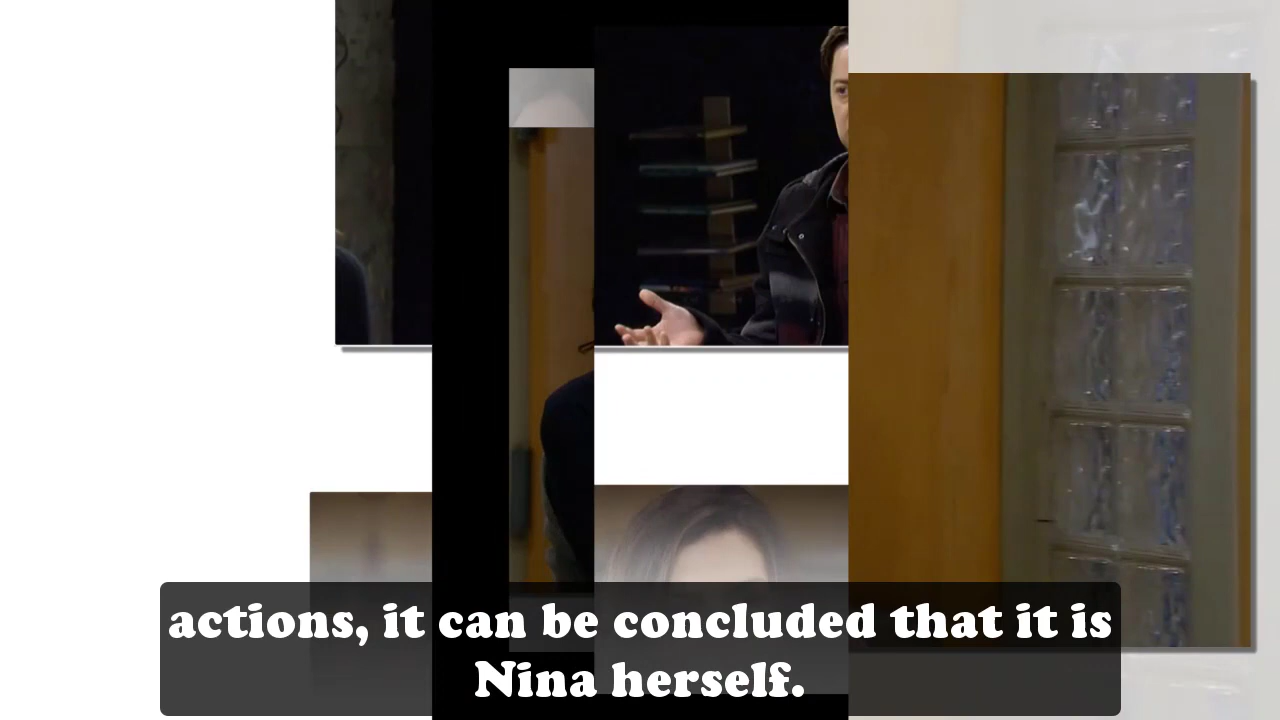 actions, it can be concluded that it is
Nina herself.